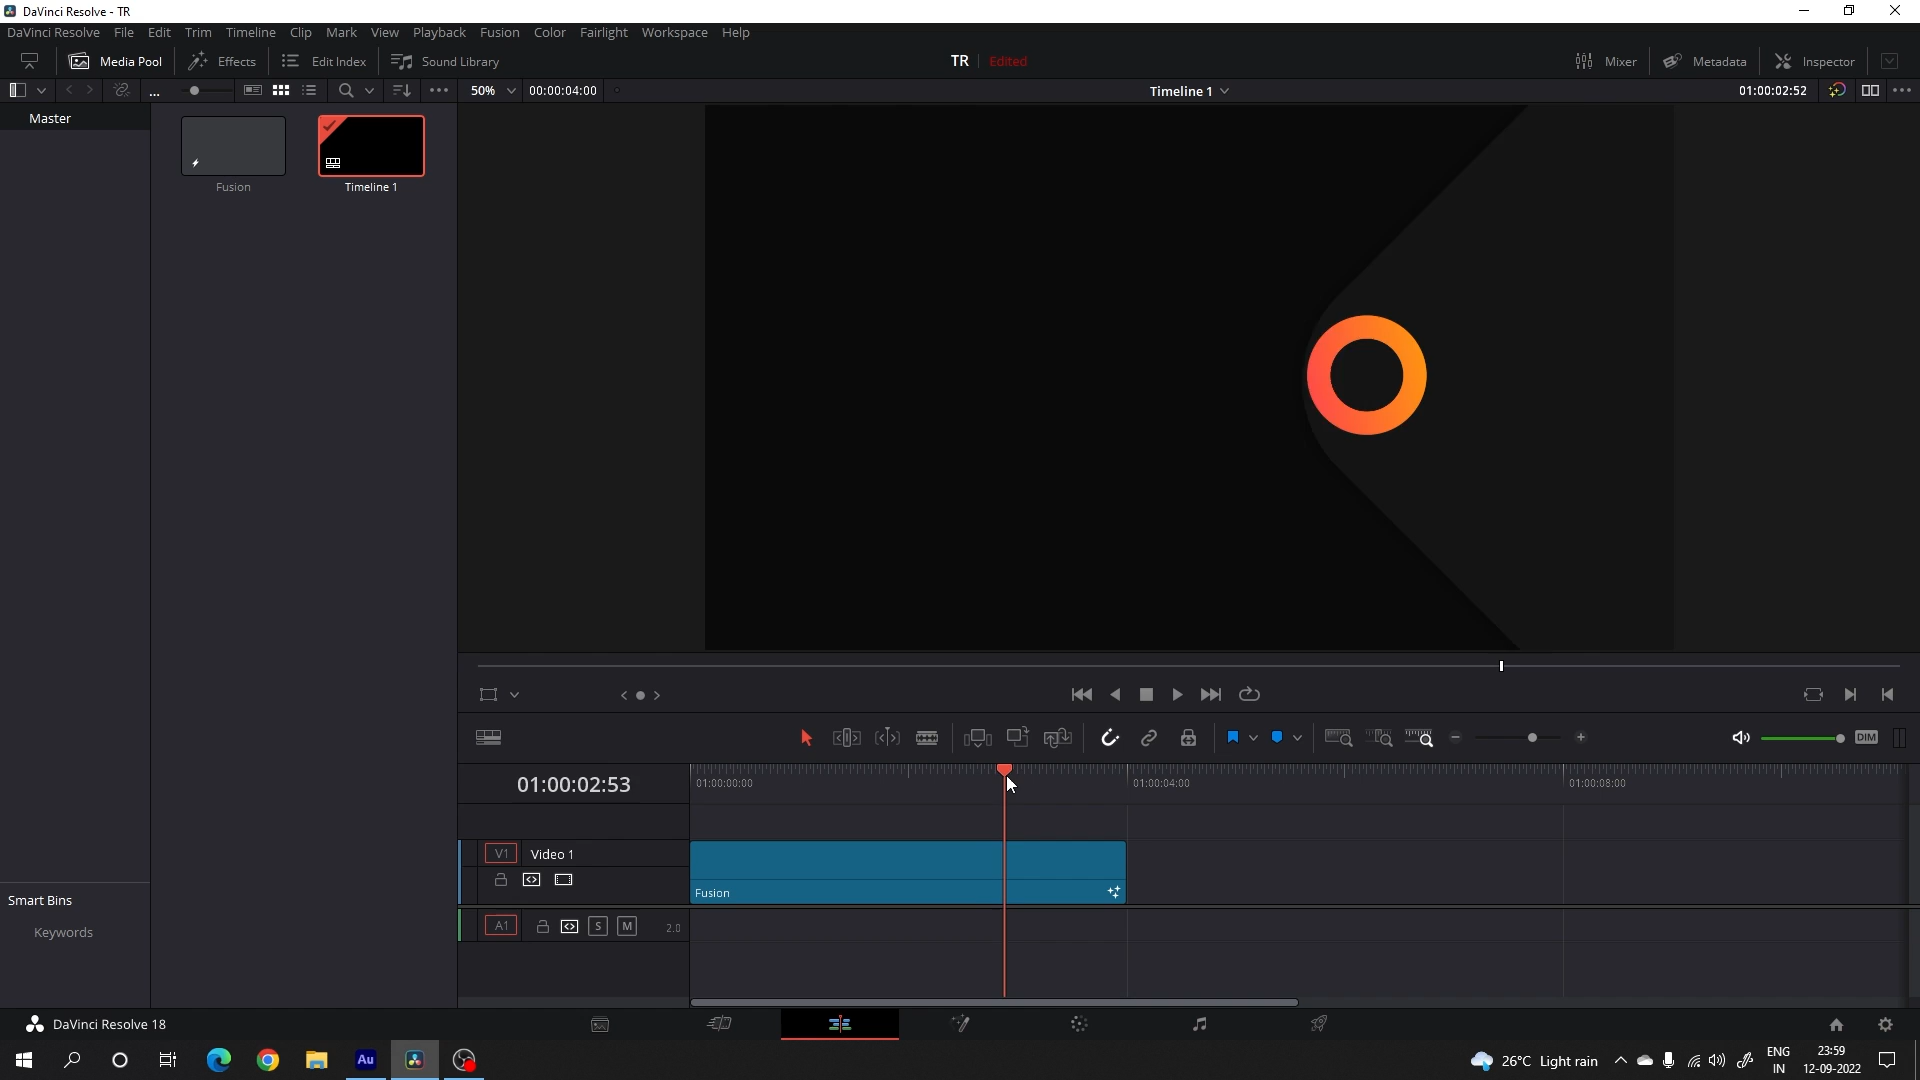 DaVinci Resolve - TR
DaVinci Resolve File Edit Trim Timeline Clip Mark View Playback Fusion Color Fairlight Workspace Help
Media Pool Effects Edit Index Sound Library TR Edited Mixer Metadata Inspector
... 50% 00:00:04:00 Timeline 1 01:00:02:52
Master
Fusion Timeline 1
DIM
01:00:02:53 01:00:00:00 01:00:04:00 01:00:08:00
V1 Video 1
Fusion
Smart Bins
A1 S M 2.0
Keywords
DaVinci Resolve 18
Au 26°C Light rain ENG 23:59
IN 12-09-2022